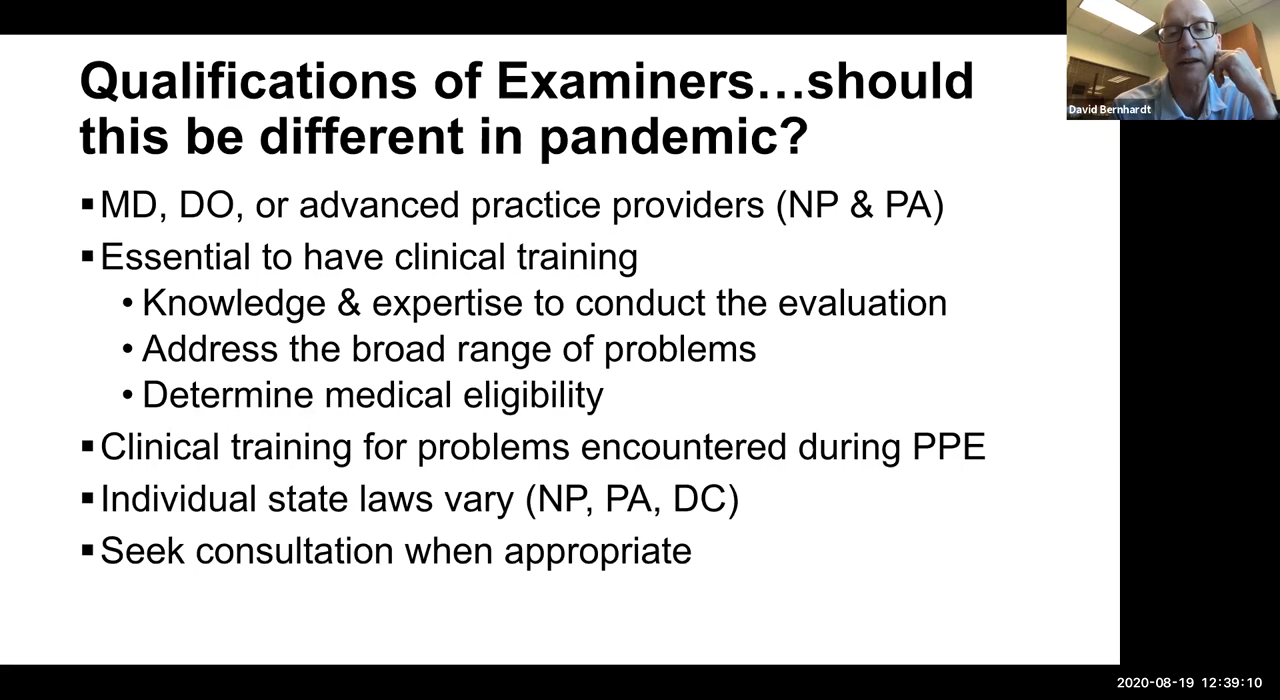 Qualifications of Examiners…should
this be different in pandemic?
▪MD, DO, or advanced practice providers (NP & PA)
▪Essential to have clinical training
• Knowledge & expertise to conduct the evaluation
• Address the broad range of problems
• Determine medical eligibility
▪Clinical training for problems encountered during PPE
▪Individual state laws vary (NP, PA, DC)
▪Seek consultation when appropriate
David Bernhardt
2020-08-19 12:39:10